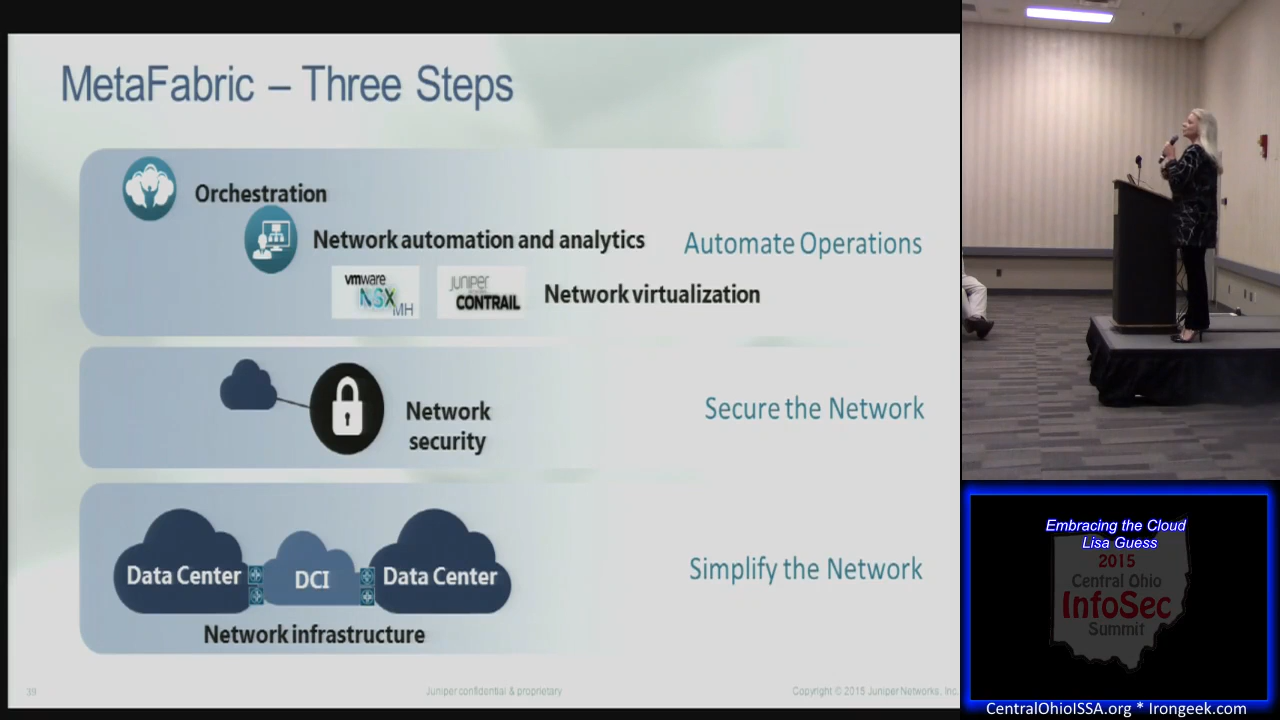 MetaFabric – Three Steps
Orchestration
Network automation and analytics
Automate Operations
vmware
NSX
MH
JUNIPER
CONTRAIL
Network virtualization
Network
security
Secure the Network
Data Center
DCI
Data Center
Network infrastructure
Simplify the Network
39
Juniper confidential & proprietary
Copyright © 2015 Juniper Networks, Inc.
Embracing the Cloud
Lisa Guess
2015
Central Ohio
InfoSec
Summit
CentralOhioISSA.org * Irongeek.com